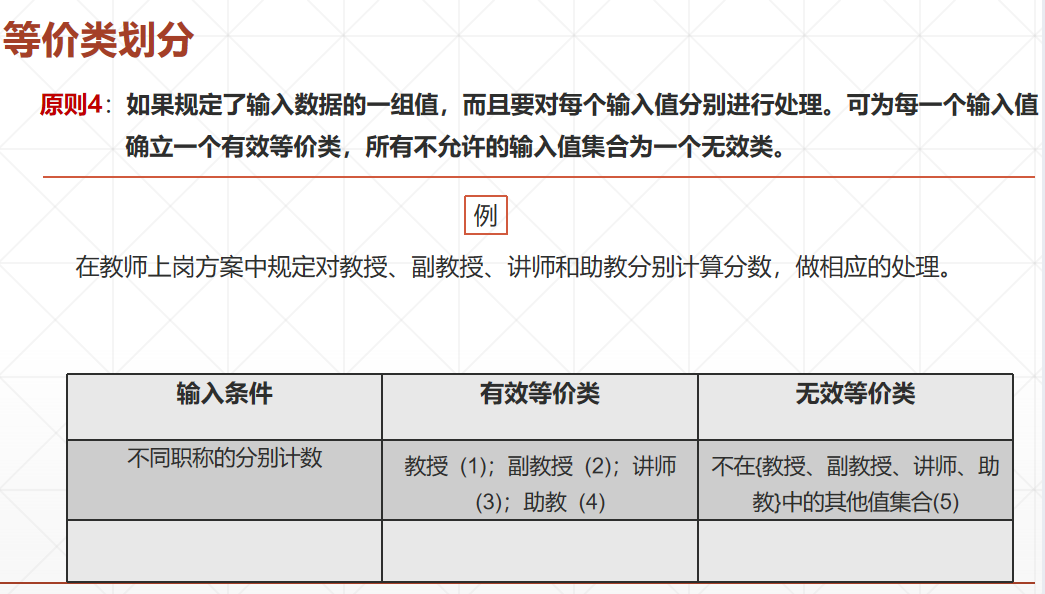 等价类划分
原则4：如果规定了输入数据的一组值，而且要对每个输入值分别进行处理。可为每一个输入值
确立一个有效等价类，所有不允许的输入值集合为一个无效类。
例
在教师上岗方案中规定对教授、副教授、讲师和助教分别计算分数，做相应的处理。
输入条件
有效等价类
无效等价类
不同职称的分别计数
教授（1）；副教授（2）；讲师
（3）；助教（4）
不在{教授、副教授、讲师、助
教}中的其他值集合(5)